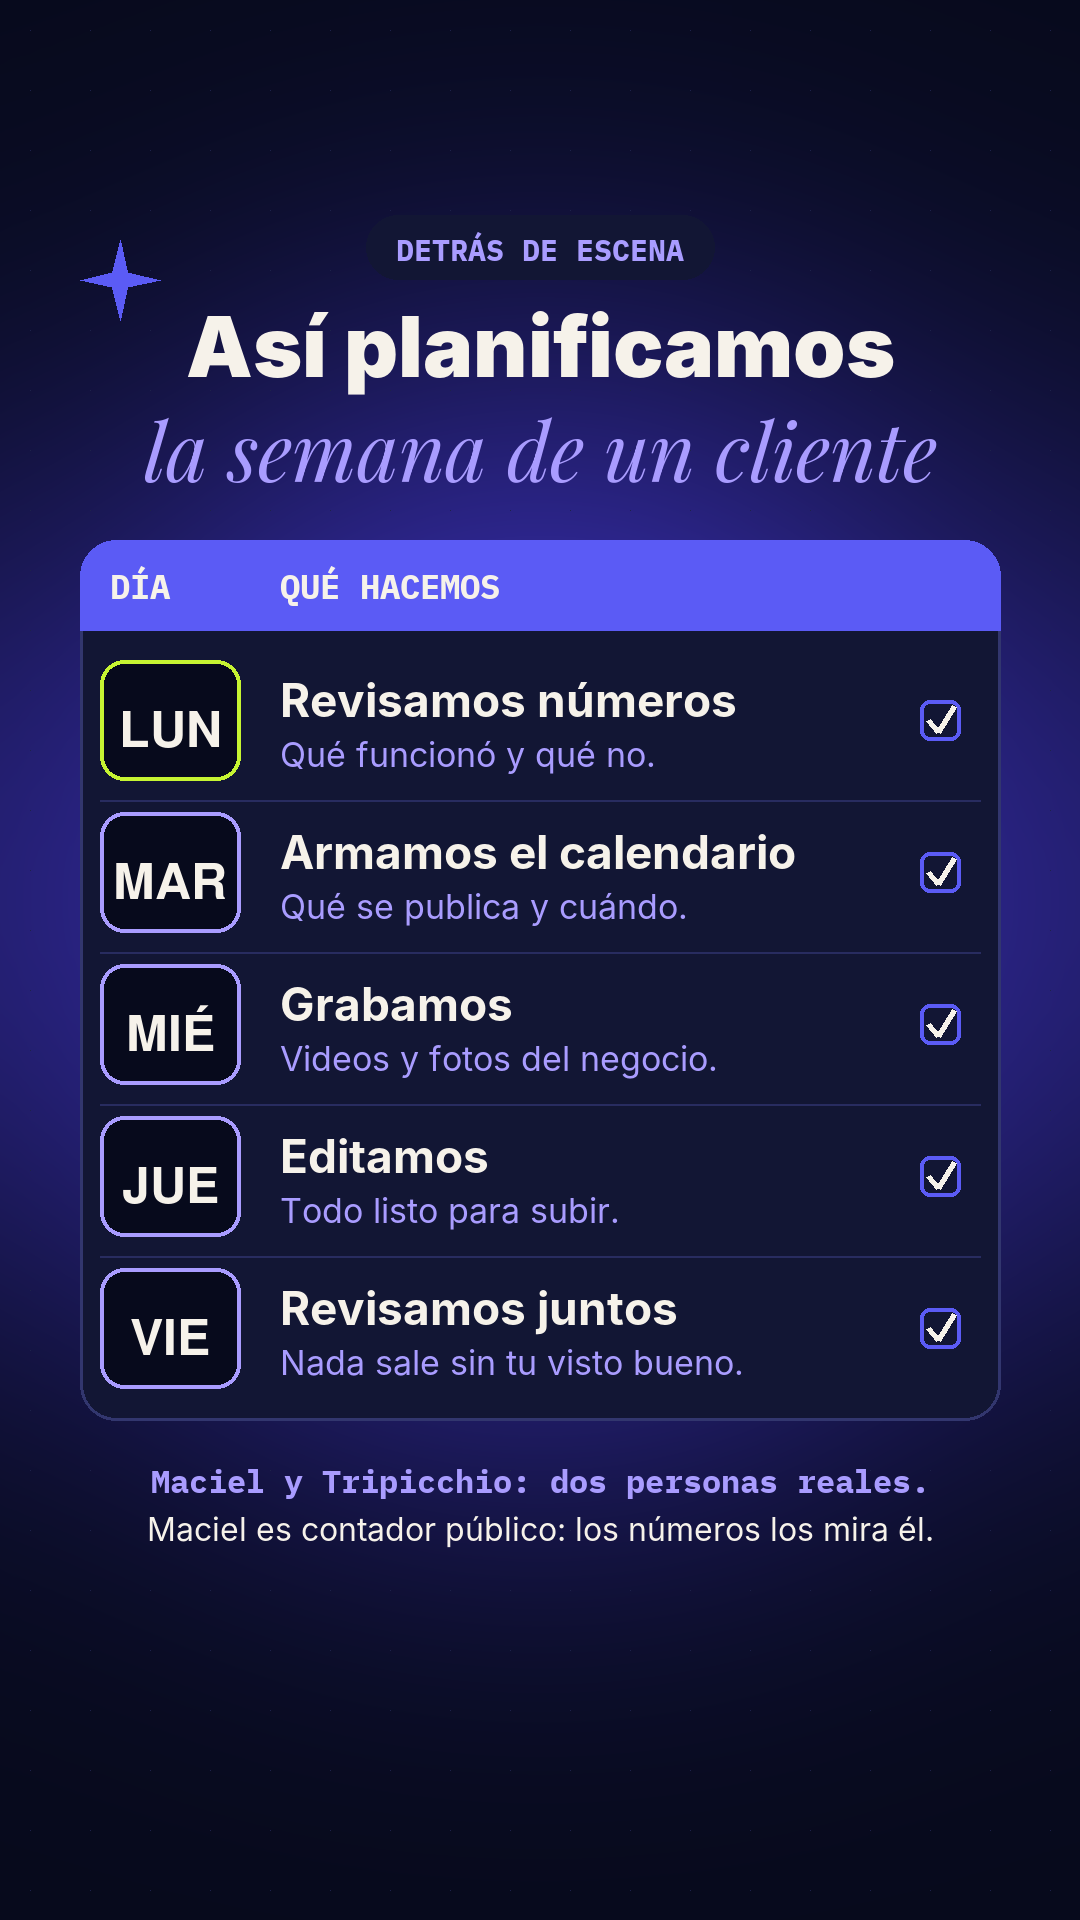 DETRÁS DE ESCENA
Así planificamos
la semana de un cliente
DÍA QUÉ HACEMOS
LUN
Revisamos números
Qué funcionó y qué no.
MAR
Armamos el calendario
Qué se publica y cuándo.
MIÉ
Grabamos
Videos y fotos del negocio.
JUE
Editamos
Todo listo para subir.
VIE
Revisamos juntos
Nada sale sin tu visto bueno.
Maciel y Tripicchio: dos personas reales.
Maciel es contador público: los números los mira él.